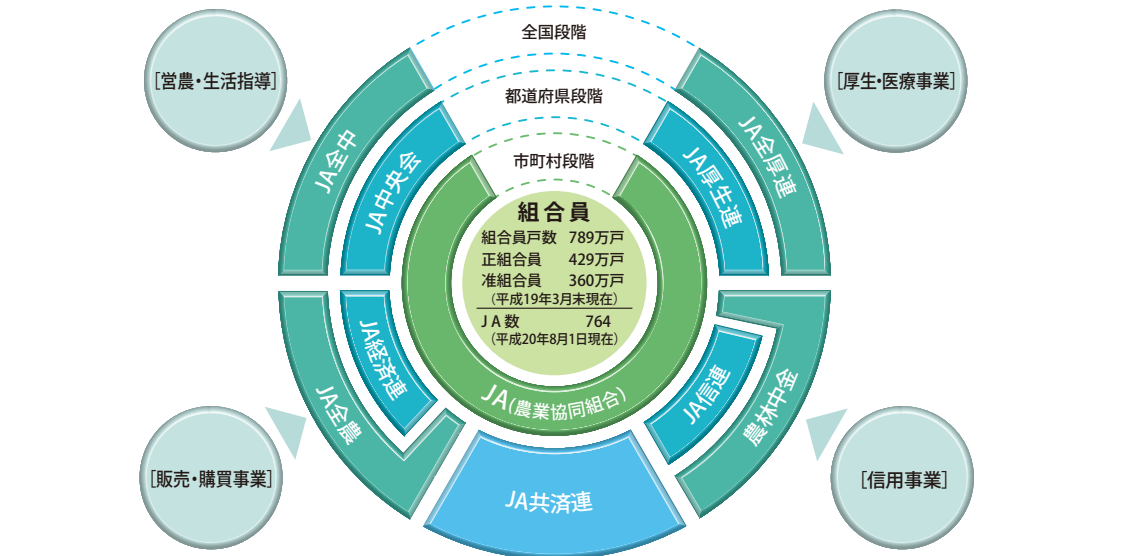 全国段階
都道府県段階
市町村段階
[営農・生活指導]
[厚生・医療事業]
JA全中
JA中央会
JA全厚連
JA厚生連
組合員
組合員戸数 789万戸
正組合員 429万戸
准組合員 360万戸
（平成19年3月末現在）
ＪＡ数 764
（平成20年8月1日現在）
JA(農業協同組合)
JA経済連
JA全農
JA信連
農林中金
JA共済連
[販売・購買事業]
[信用事業]